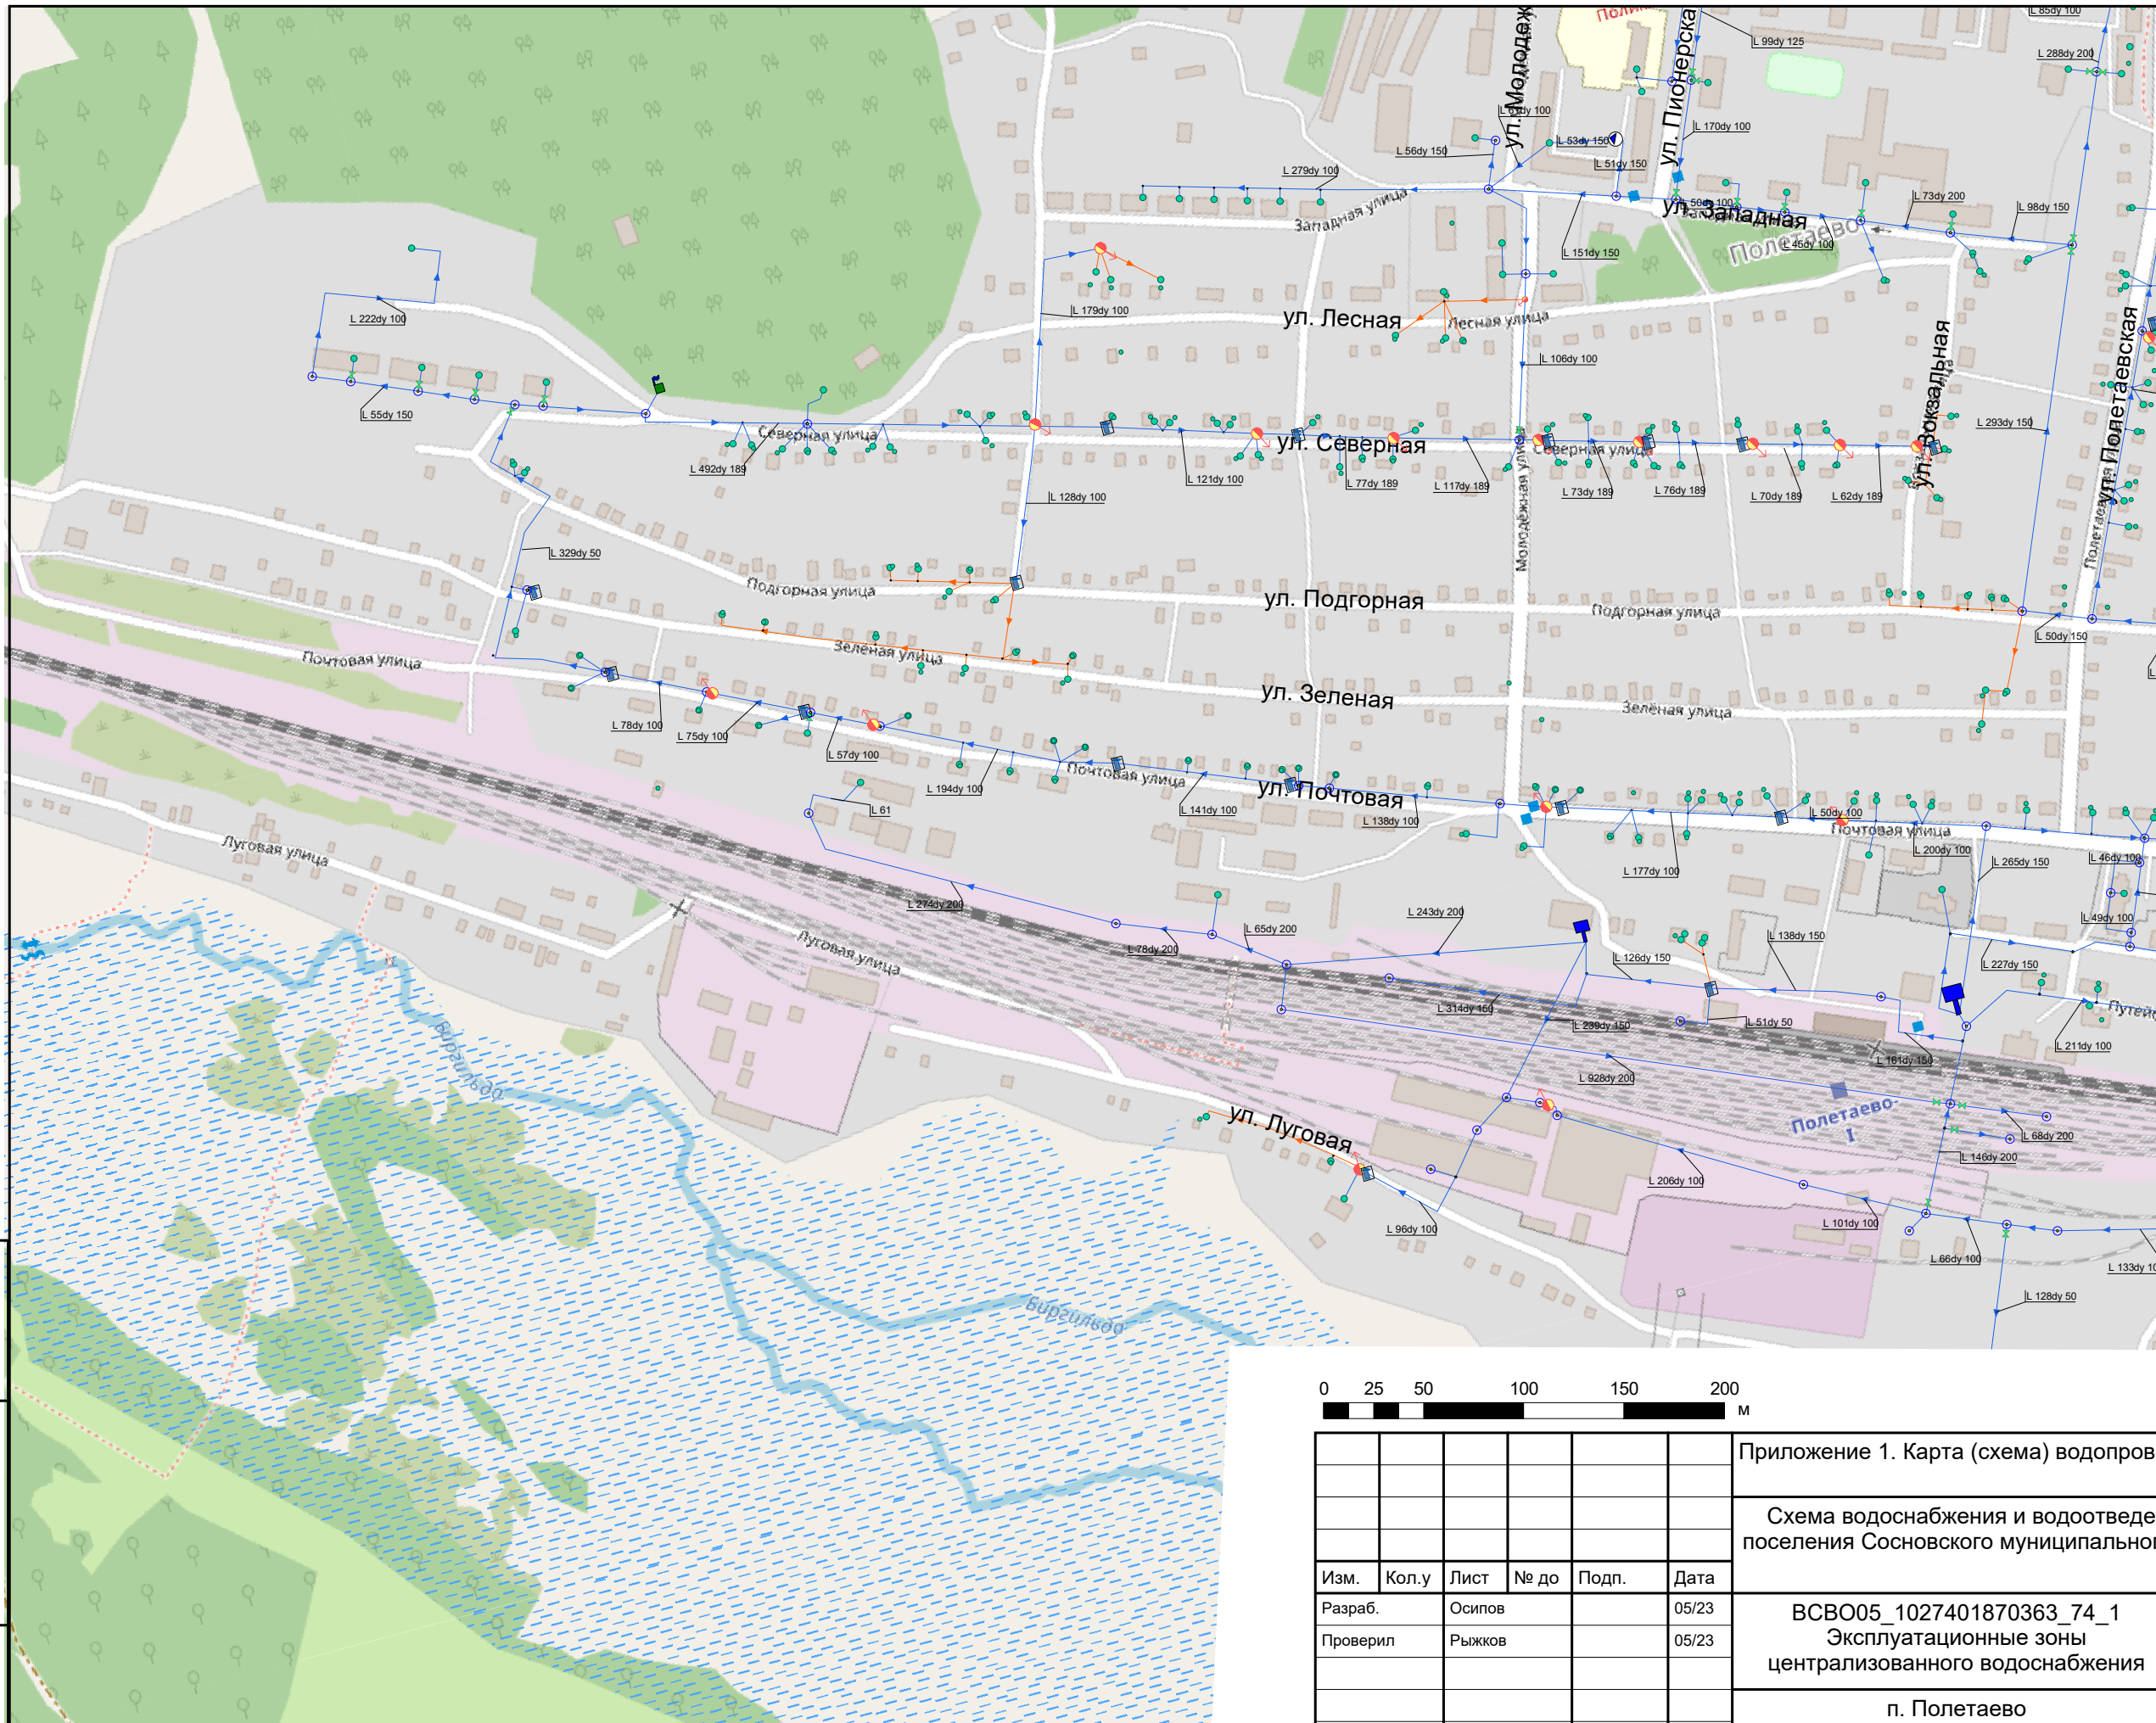 L 85dy 100
L 99dy 125
L 288dy 200
ул. Молодеж
ул. Пионерска
L 170dy 100
L 53dy 150
L 51dy 150
L 56dy 150
L 279dy 100
Западная улица
ул. Западная
L 50dy 100
L 73dy 200
L 98dy 150
L 46dy 100
L 151dy 150
Полетаево
L 222dy 100
L 179dy 100
ул. Лесная
Лесная улица
L 106dy 100
ул. Вокзальная
ул. Полетаевская
L 293dy 150
L 55dy 150
Северная улица
ул. Северная
Северная улица
L 492dy 189
L 121dy 100
L 77dy 189
L 117dy 189
L 73dy 189
L 76dy 189
L 70dy 189
L 62dy 189
L 128dy 100
Молодёжная улица
L 329dy 50
Подгорная улица
ул. Подгорная
Подгорная улица
L 50dy 150
Почтовая улица
Зелёная улица
ул. Зеленая
Зелёная улица
L 78dy 100
L 75dy 100
L 57dy 100
L 194dy 100
Почтовая улица
L 141dy 100
ул. Почтовая
L 138dy 100
L 50dy 100
Почтовая улица
L 61
L 177dy 100
L 200dy 100
L 265dy 150
L 46dy 100
Луговая улица
L 274dy 200
L 243dy 200
L 49dy 100
Луговая улица
L 78dy 200
L 65dy 200
L 126dy 150
L 138dy 150
L 227dy 150
L 314dy 150
L 239dy 150
L 51dy 50
L 161dy 150
L 211dy 100
Биргильда
L 928dy 200
Полетаево-
I
ул. Луговая
L 68dy 200
L 146dy 200
L 206dy 100
L 96dy 100
L 101dy 100
L 66dy 100
L 133dy 10
L 128dy 50
Биргильда
0 25 50 100 150 200
м
Приложение 1. Карта (схема) водопров
Схема водоснабжения и водоотведе
поселения Сосновского муниципальног
Изм. Кол.у Лист № до Подп. Дата
Разраб. Осипов 05/23
Проверил Рыжков 05/23
ВСВО05_1027401870363_74_1
Эксплуатационные зоны
централизованного водоснабжения
п. Полетаево